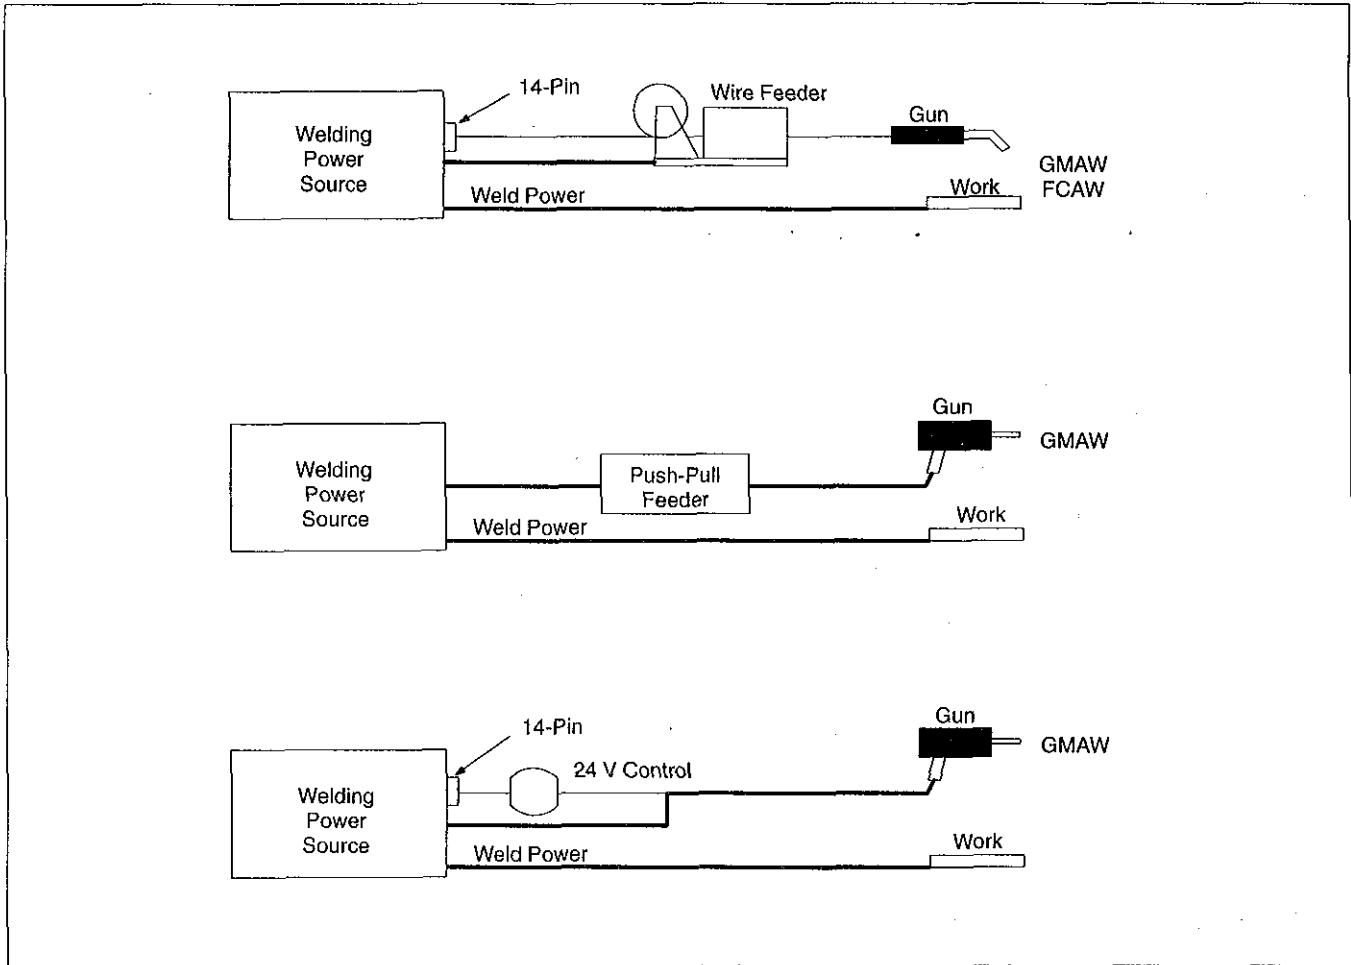 14-Pin
Wire Feeder
Gun
Welding
Power
Source
GMAW
FCAW
Weld Power
Work
Gun
GMAW
Welding
Power
Source
Push-Pull
Feeder
Weld Power
Work
Gun
14-Pin
GMAW
24 V Control
Welding
Power
Source
Weld Power
Work